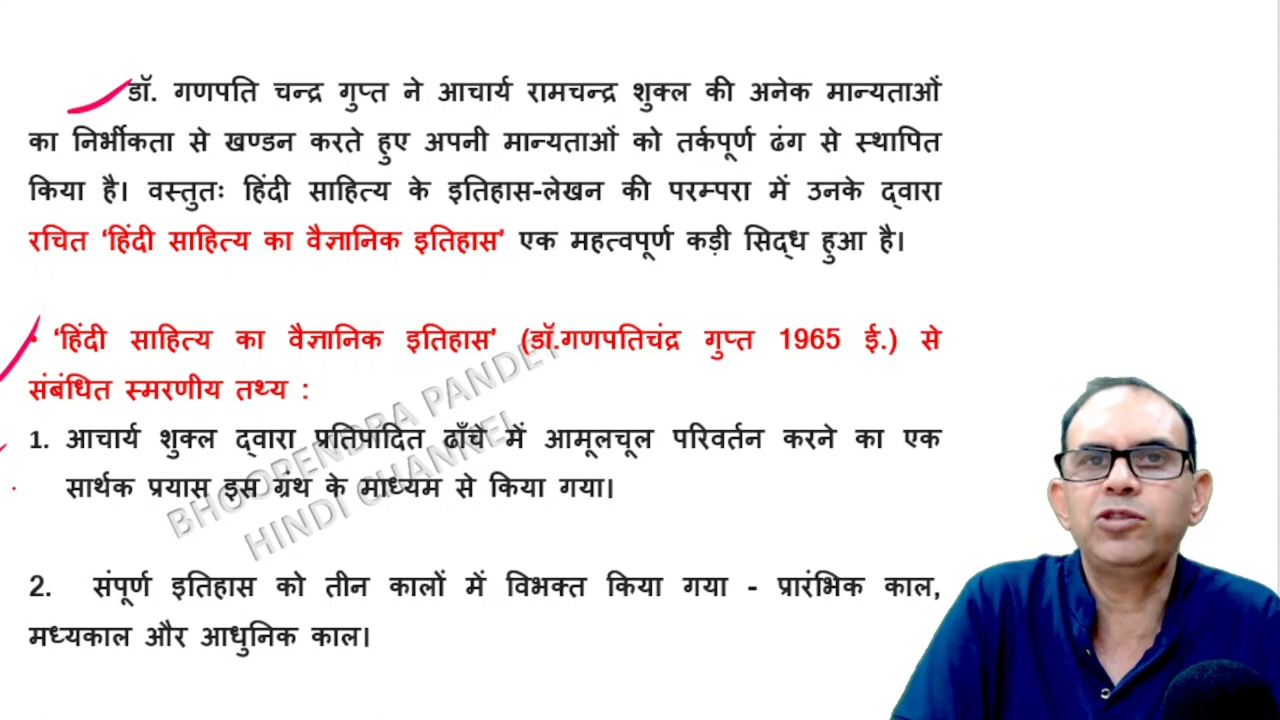 डॉ. गणपति चन्द्र गुप्त ने आचार्य रामचन्द्र शुक्ल की अनेक मान्यताओं
का निर्भीकता से खण्डन करते हुए अपनी मान्यताओं को तर्कपूर्ण ढंग से स्थापित
किया है। वस्तुतः हिंदी साहित्य के इतिहास-लेखन की परम्परा में उनके द्वारा
रचित ‘हिंदी साहित्य का वैज्ञानिक इतिहास’ एक महत्वपूर्ण कड़ी सिद्ध हुआ है।
• ‘हिंदी साहित्य का वैज्ञानिक इतिहास’ (डॉ.गणपतिचंद्र गुप्त 1965 ई.) से
संबंधित स्मरणीय तथ्य :
1. आचार्य शुक्ल द्वारा प्रतिपादित ढाँचे में आमूलचूल परिवर्तन करने का एक
सार्थक प्रयास इस ग्रंथ के माध्यम से किया गया।
2. संपूर्ण इतिहास को तीन कालों में विभक्त किया गया - प्रारंभिक काल,
मध्यकाल और आधुनिक काल।
BHOOPENDRA PANDEY
HINDI CHANNEL